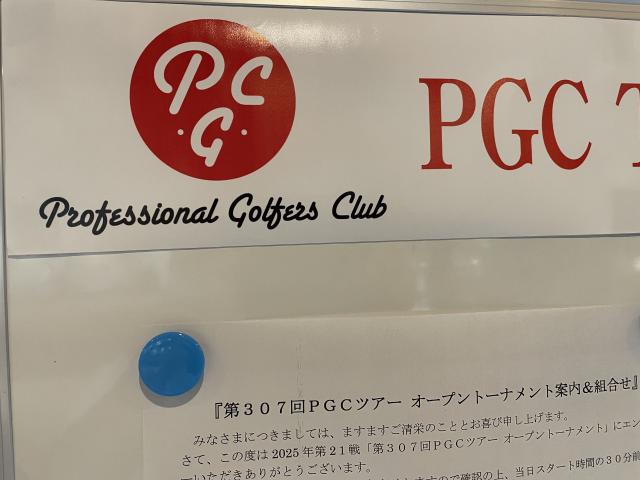 PCG
Professional Golfers Club
PGC T
『第３０７回ＰＧＣツアー オープントーナメント案内＆組合せ』
みなさまにつきましては、ますますご清栄のこととお喜び申し上げます。
さて、この度は 2025 年第２１戦「第３０７回ＰＧＣツアー オープントーナメント」にエン
いただきありがとうございます。
ますので確認の上、当日スタート時間の３０分前